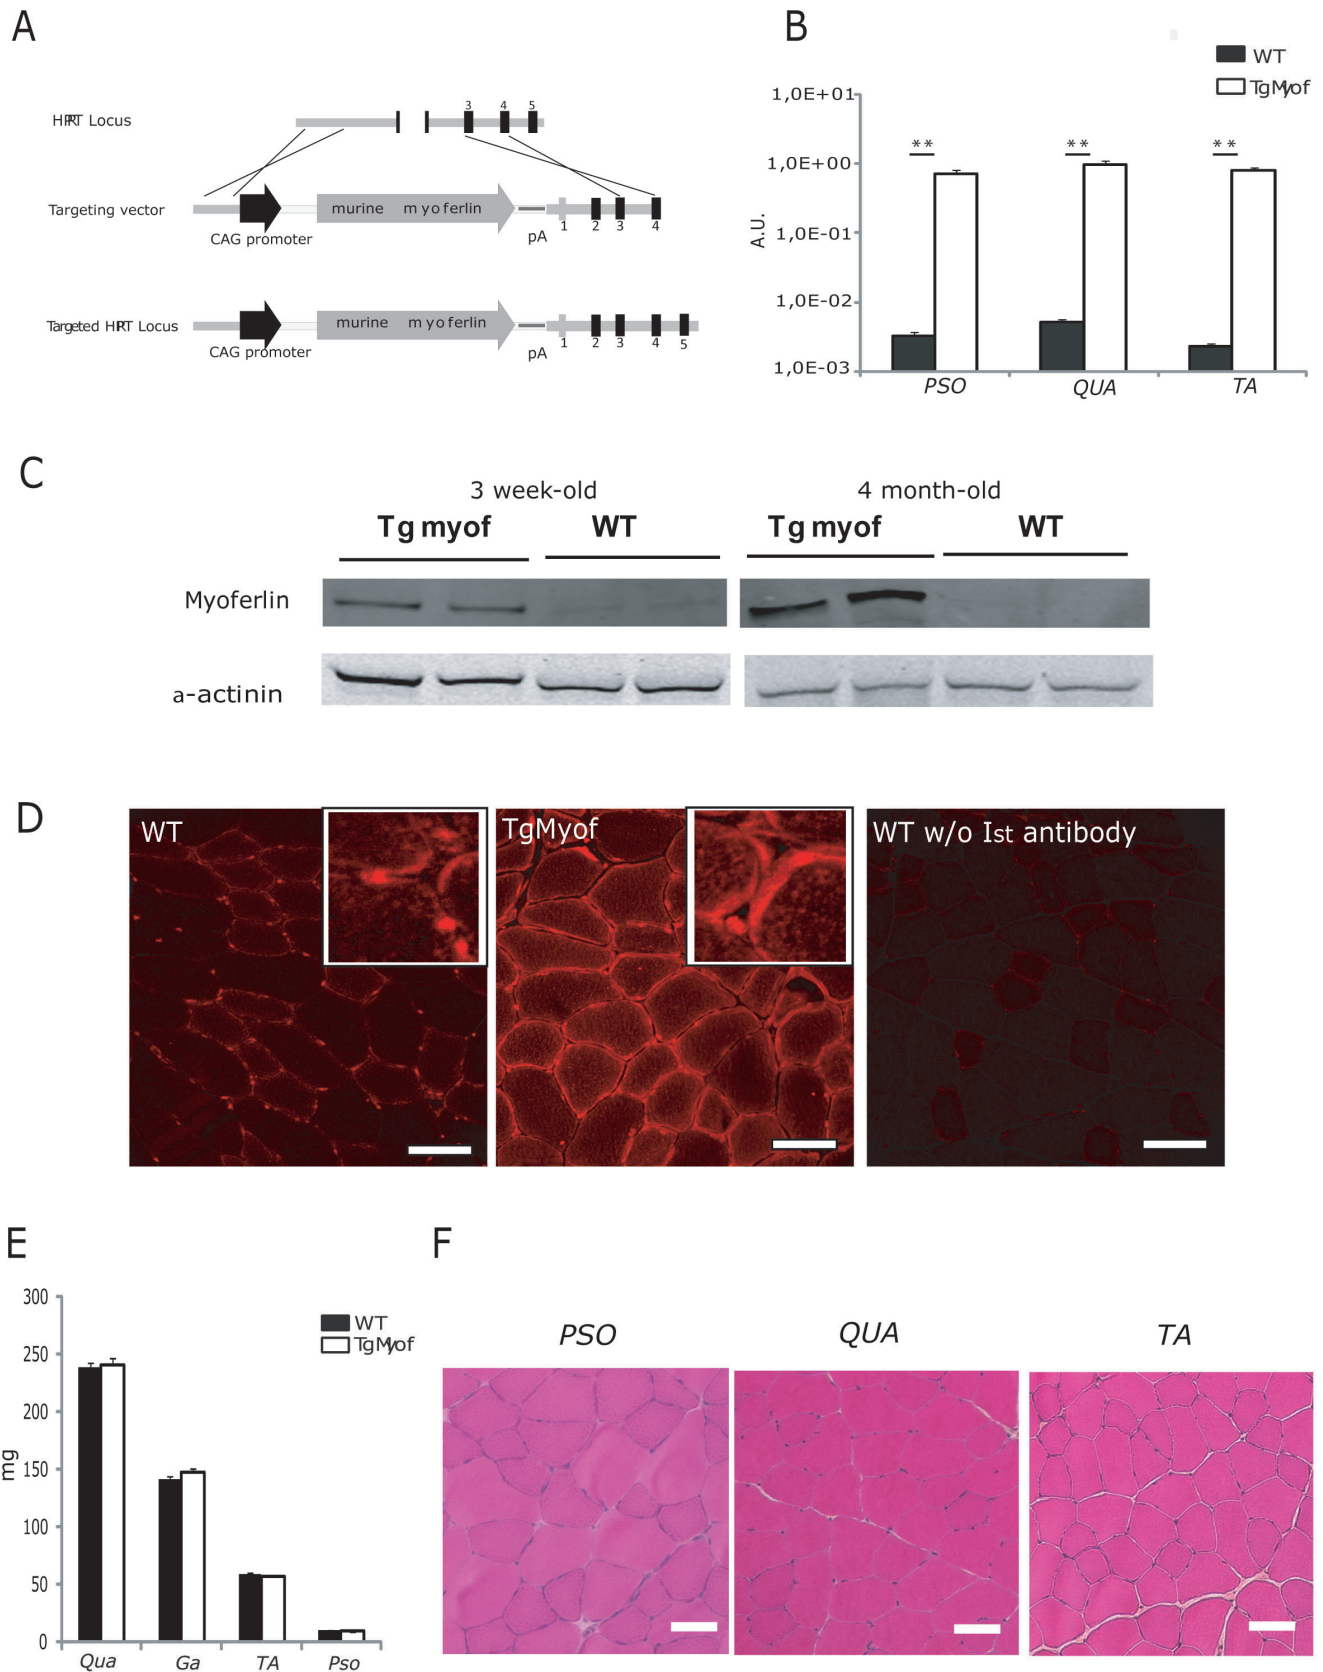 A
HPRT Locus
3 4 5
Targeting vector
murine myoferlin
CAG promoter
pA
1 2 3 4
Targeted HPRT Locus
murine myoferlin
CAG promoter
pA
1 2 3 4 5
B
WT
TgMyof
A.U.
1,0E+01
1,0E+00
1,0E-01
1,0E-02
1,0E-03
** ** **
PSO QUA TA
C
3 week-old 4 month-old
Tg myof WT Tg myof WT
Myoferlin
a-actinin
D
WT
TgMyof
WT w/o Ist antibody
E
WT
TgMyof
mg
300
250
200
150
100
50
0
Qua Ga TA Pso
F
PSO QUA TA